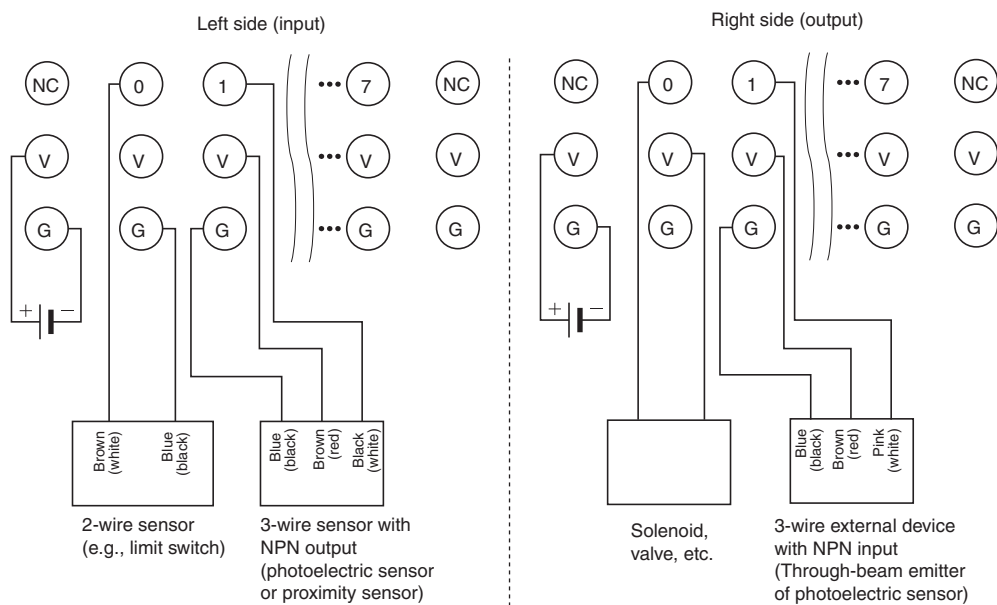 Left side (input)
Right side (output)
NC 0 1 ••• 7 NC
V V V ••• V V
G G G ••• G G
+ −
Brown
(white)
Blue
(black)
Blue
(black)
Brown
(red)
Black
(white)
2-wire sensor
(e.g., limit switch)
3-wire sensor with
NPN output
(photoelectric sensor
or proximity sensor)
NC 0 1 ••• 7 NC
V V V ••• V V
G G G ••• G G
+ −
Blue
(black)
Brown
(red)
Pink
(white)
Solenoid,
valve, etc.
3-wire external device
with NPN input
(Through-beam emitter
of photoelectric sensor)